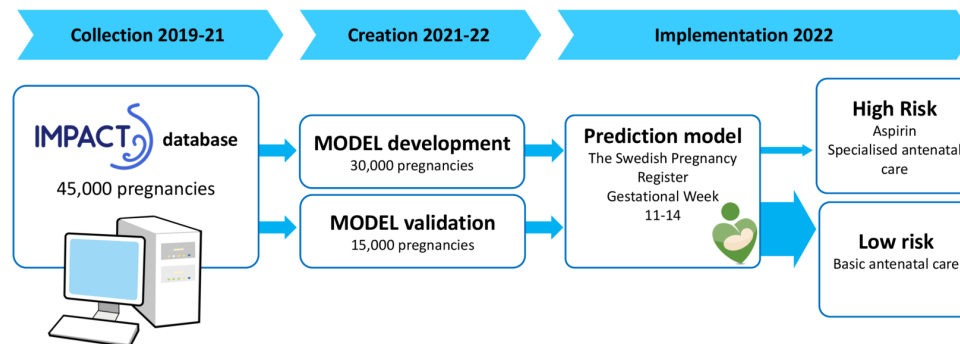 Collection 2019-21
Creation 2021-22
Implementation 2022
IMPACT database
45,000 pregnancies
MODEL development
30,000 pregnancies
MODEL validation
15,000 pregnancies
Prediction model
The Swedish Pregnancy
Register
Gestational Week
11-14
High Risk
Aspirin
Specialised antenatal
care
Low risk
Basic antenatal care